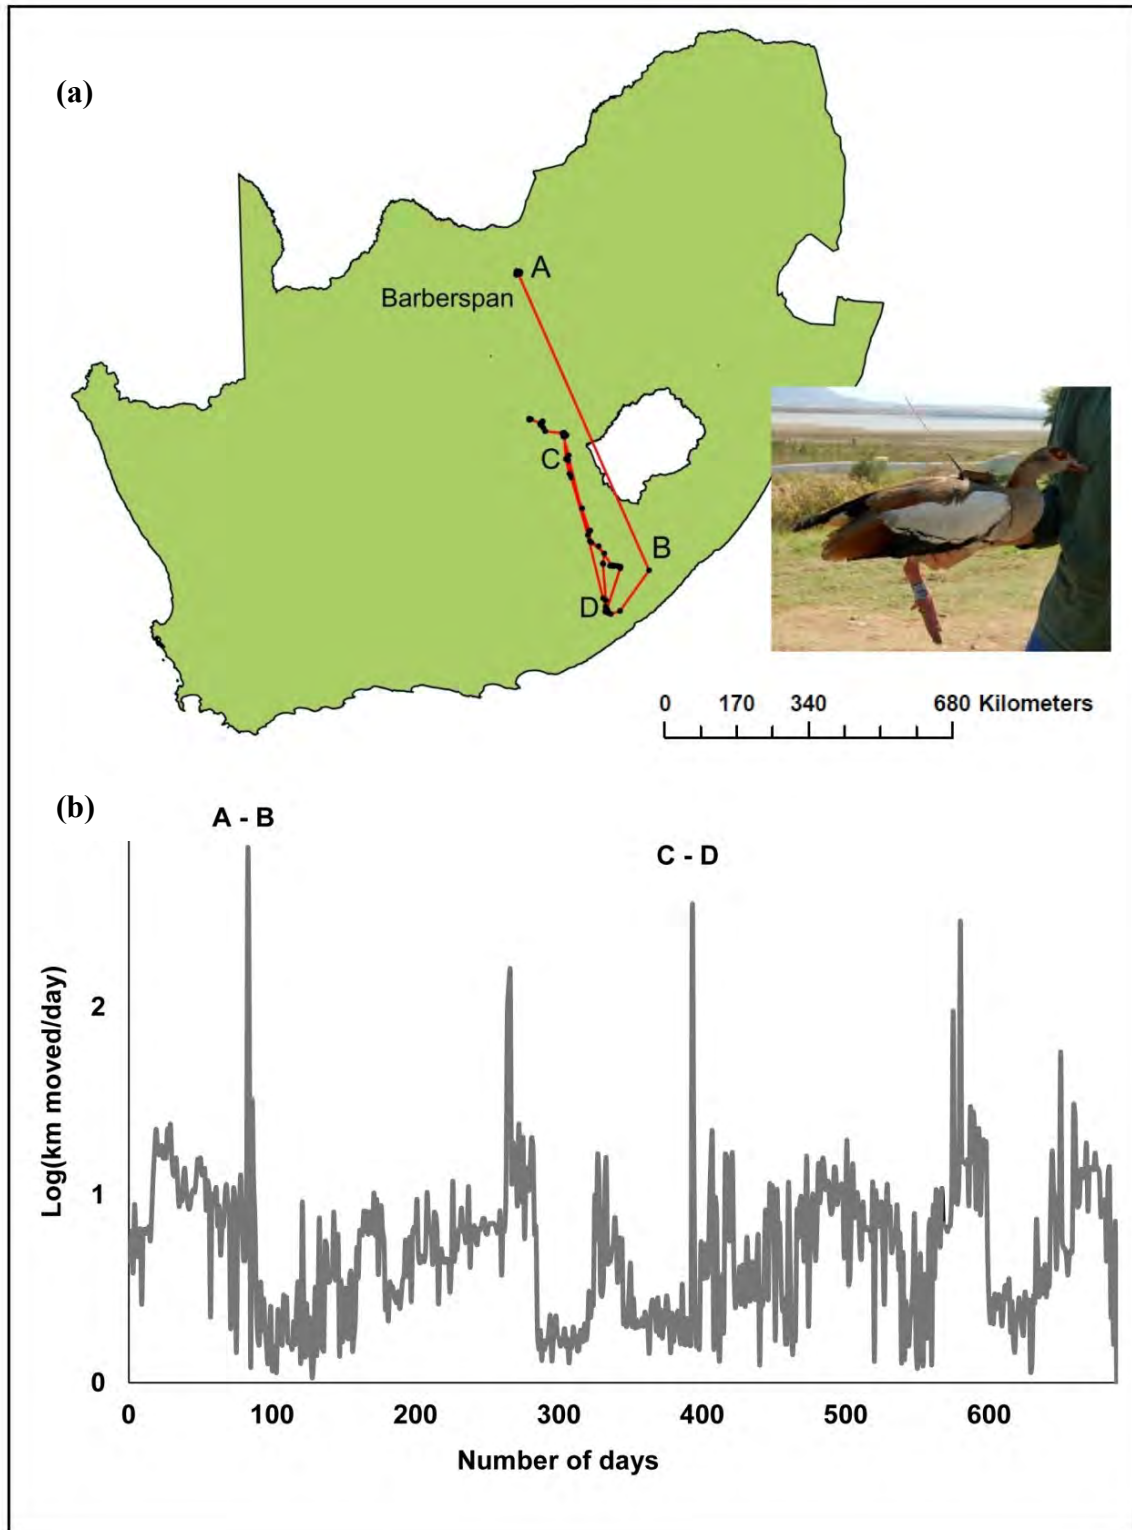 (a)
A
Barberspan
C
B
D
0 170 340 680 Kilometers
(b)
A - B
C - D
Log(km moved/day)
2
1
0
0 100 200 300 400 500 600
Number of days